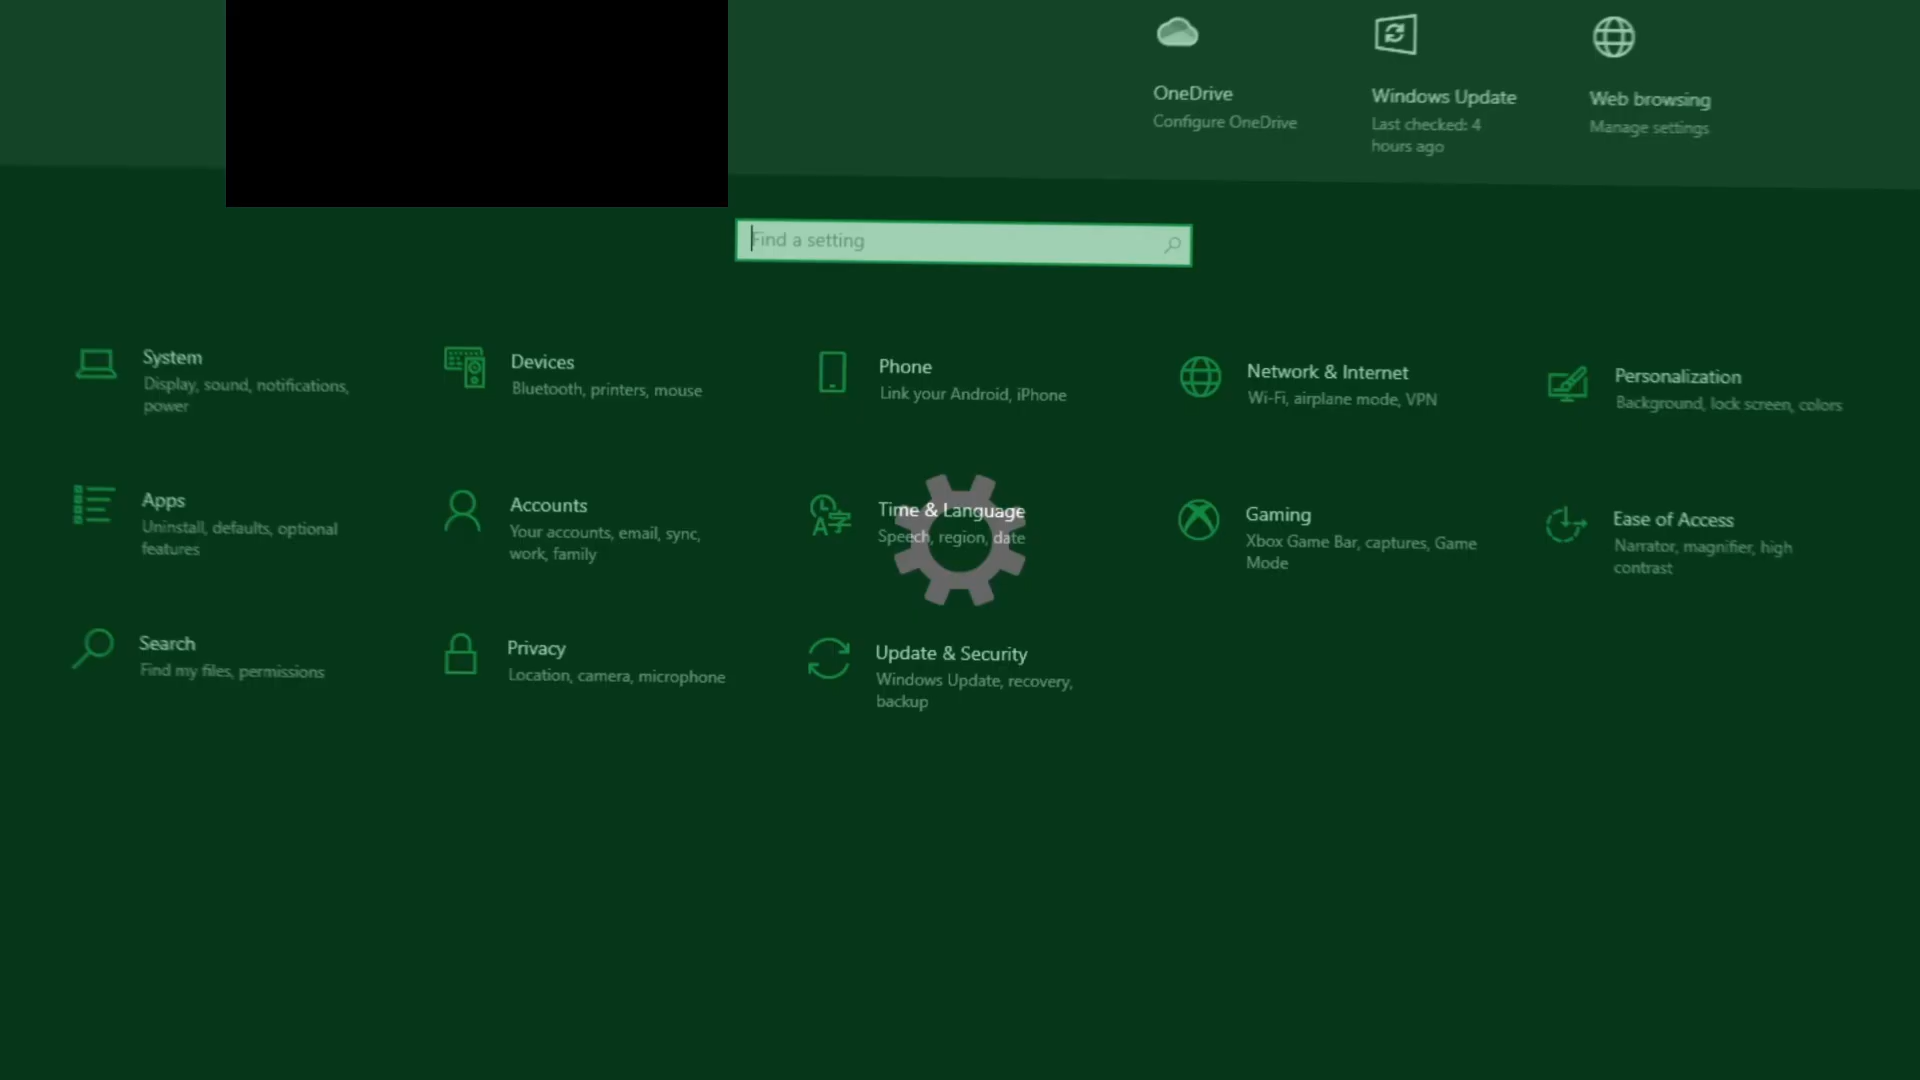 OneDrive
Configure OneDrive
Windows Update
Last checked: 4
hours ago
Web browsing
Manage settings
Find a setting
System
Display, sound, notifications,
power
Devices
Bluetooth, printers, mouse
Phone
Link your Android, iPhone
Network & Internet
Wi-Fi, airplane mode, VPN
Personalization
Background, lock screen, colors
Apps
Uninstall, defaults, optional
features
Accounts
Your accounts, email, sync,
work, family
Time & Language
Speech, region, date
Gaming
Xbox Game Bar, captures, Game
Mode
Ease of Access
Narrator, magnifier, high
contrast
Search
Find my files, permissions
Privacy
Location, camera, microphone
Update & Security
Windows Update, recovery,
backup